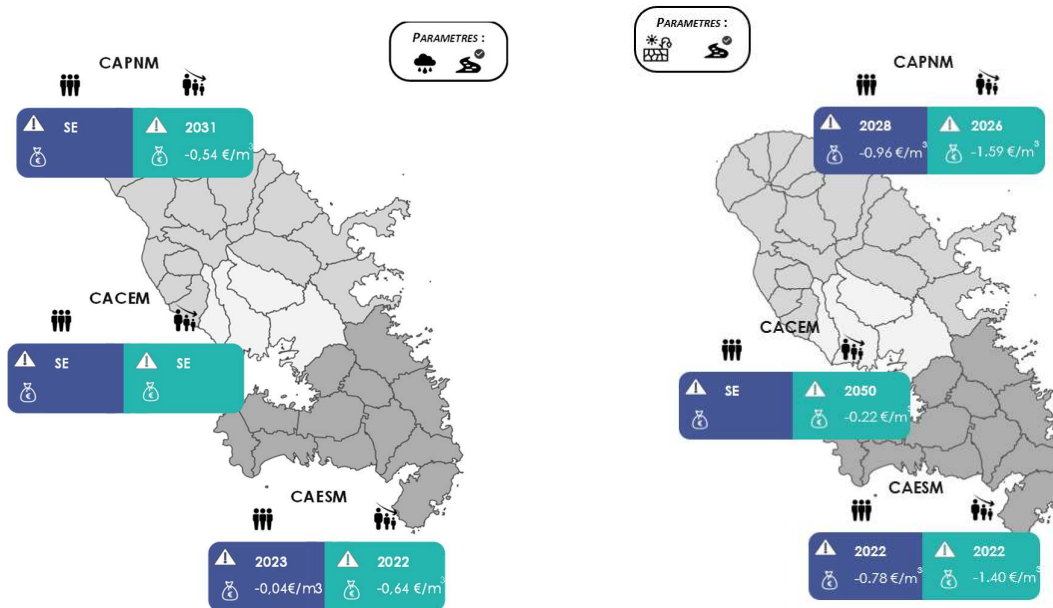 PARAMETRES :
CAPNM
SE
2031
-0,54 €/m³
CACEM
SE
SE
CAESM
2023
2022
-0,04€/m3
-0,64 €/m³
PARAMETRES :
CAPNM
2028
2026
-0.96 €/m³
-1.59 €/m³
CACEM
SE
2050
-0.22 €/m³
CAESM
2022
2022
-0.78 €/m³
-1.40 €/m³